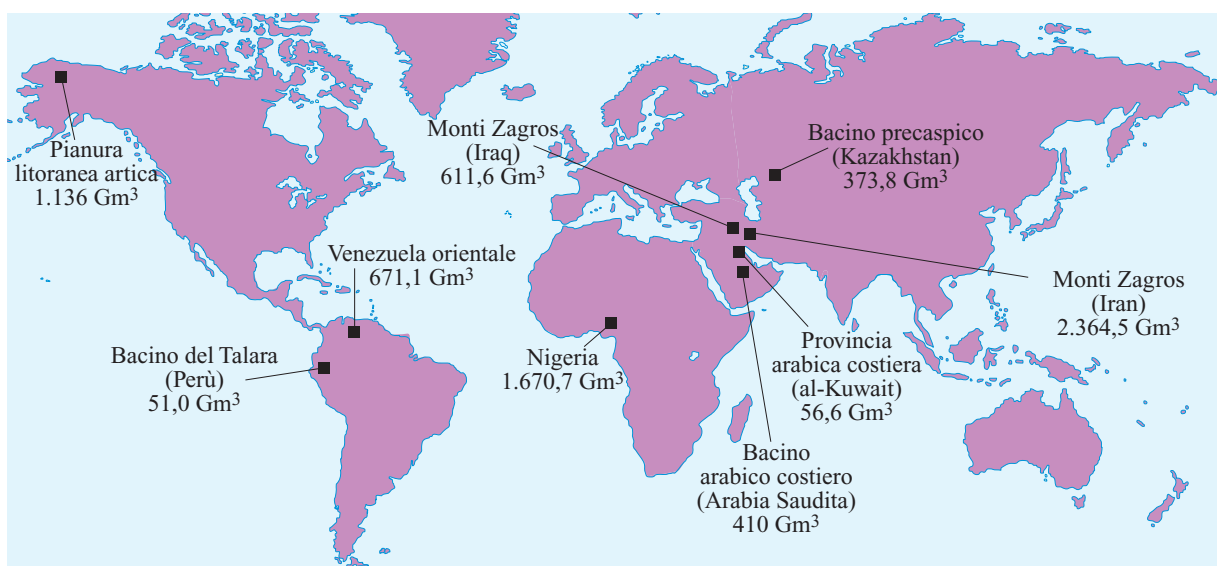 Pianura
litoranea artica
1.136 Gm³
Monti Zagros
(Iraq)
611,6 Gm³
Bacino precaspico
(Kazakhstan)
373,8 Gm³
Venezuela orientale
671,1 Gm³
Monti Zagros
(Iran)
2.364,5 Gm³
Bacino del Talara
(Perù)
51,0 Gm³
Nigeria
1.670,7 Gm³
Provincia
arabica costiera
(al-Kuwait)
56,6 Gm³
Bacino
arabico costiero
(Arabia Saudita)
410 Gm³